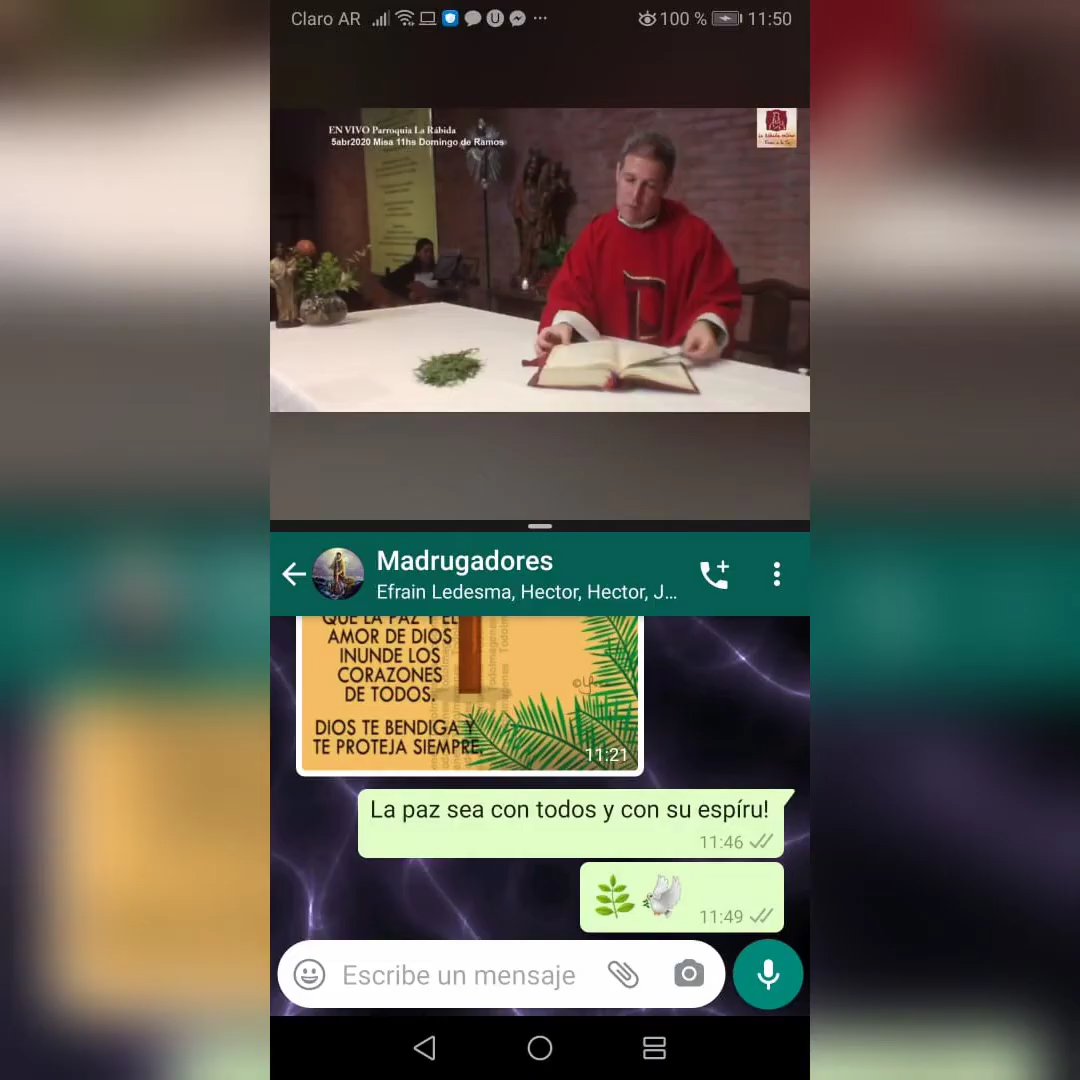 Claro AR
100 %
11:50
EN VIVO Parroquia La Rábida
5abr2020 Misa 11hs Domingo de Ramos
Madrugadores
Efrain Ledesma, Hector, Hector, J...
QUE LA PAZ Y EL
AMOR DE DIOS
INUNDE LOS
CORAZONES
DE TODOS.
DIOS TE BENDIGA Y
TE PROTEJA SIEMPRE.
11:21
La paz sea con todos y con su espíru!
11:46
11:49
Escribe un mensaje